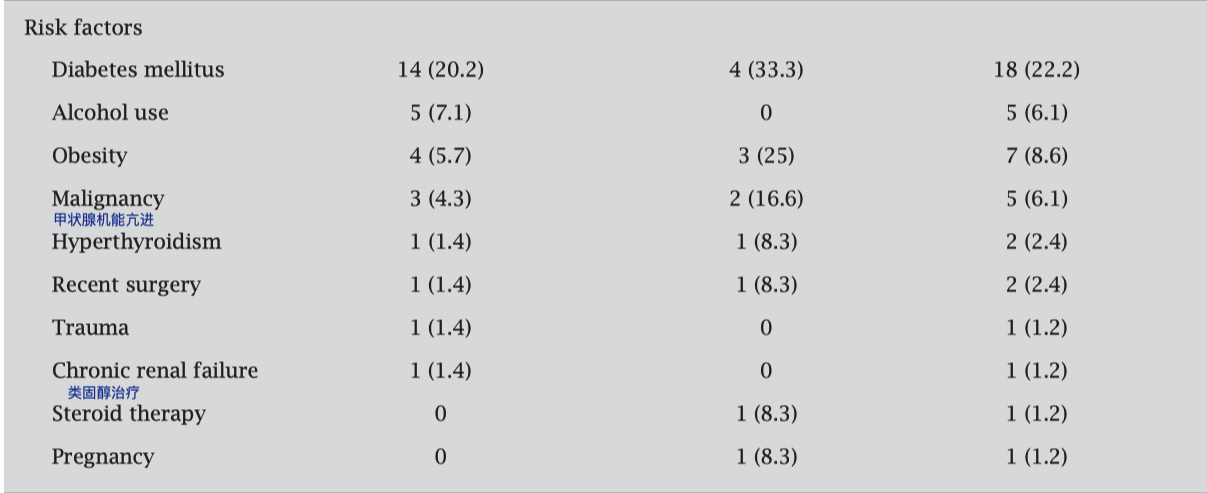 Risk factors
Diabetes mellitus 14 (20.2) 4 (33.3) 18 (22.2)
Alcohol use 5 (7.1) 0 5 (6.1)
Obesity 4 (5.7) 3 (25) 7 (8.6)
Malignancy 3 (4.3) 2 (16.6) 5 (6.1)
甲状腺机能亢进
Hyperthyroidism 1 (1.4) 1 (8.3) 2 (2.4)
Recent surgery 1 (1.4) 1 (8.3) 2 (2.4)
Trauma 1 (1.4) 0 1 (1.2)
Chronic renal failure 1 (1.4) 0 1 (1.2)
类固醇治疗
Steroid therapy 0 1 (8.3) 1 (1.2)
Pregnancy 0 1 (8.3) 1 (1.2)